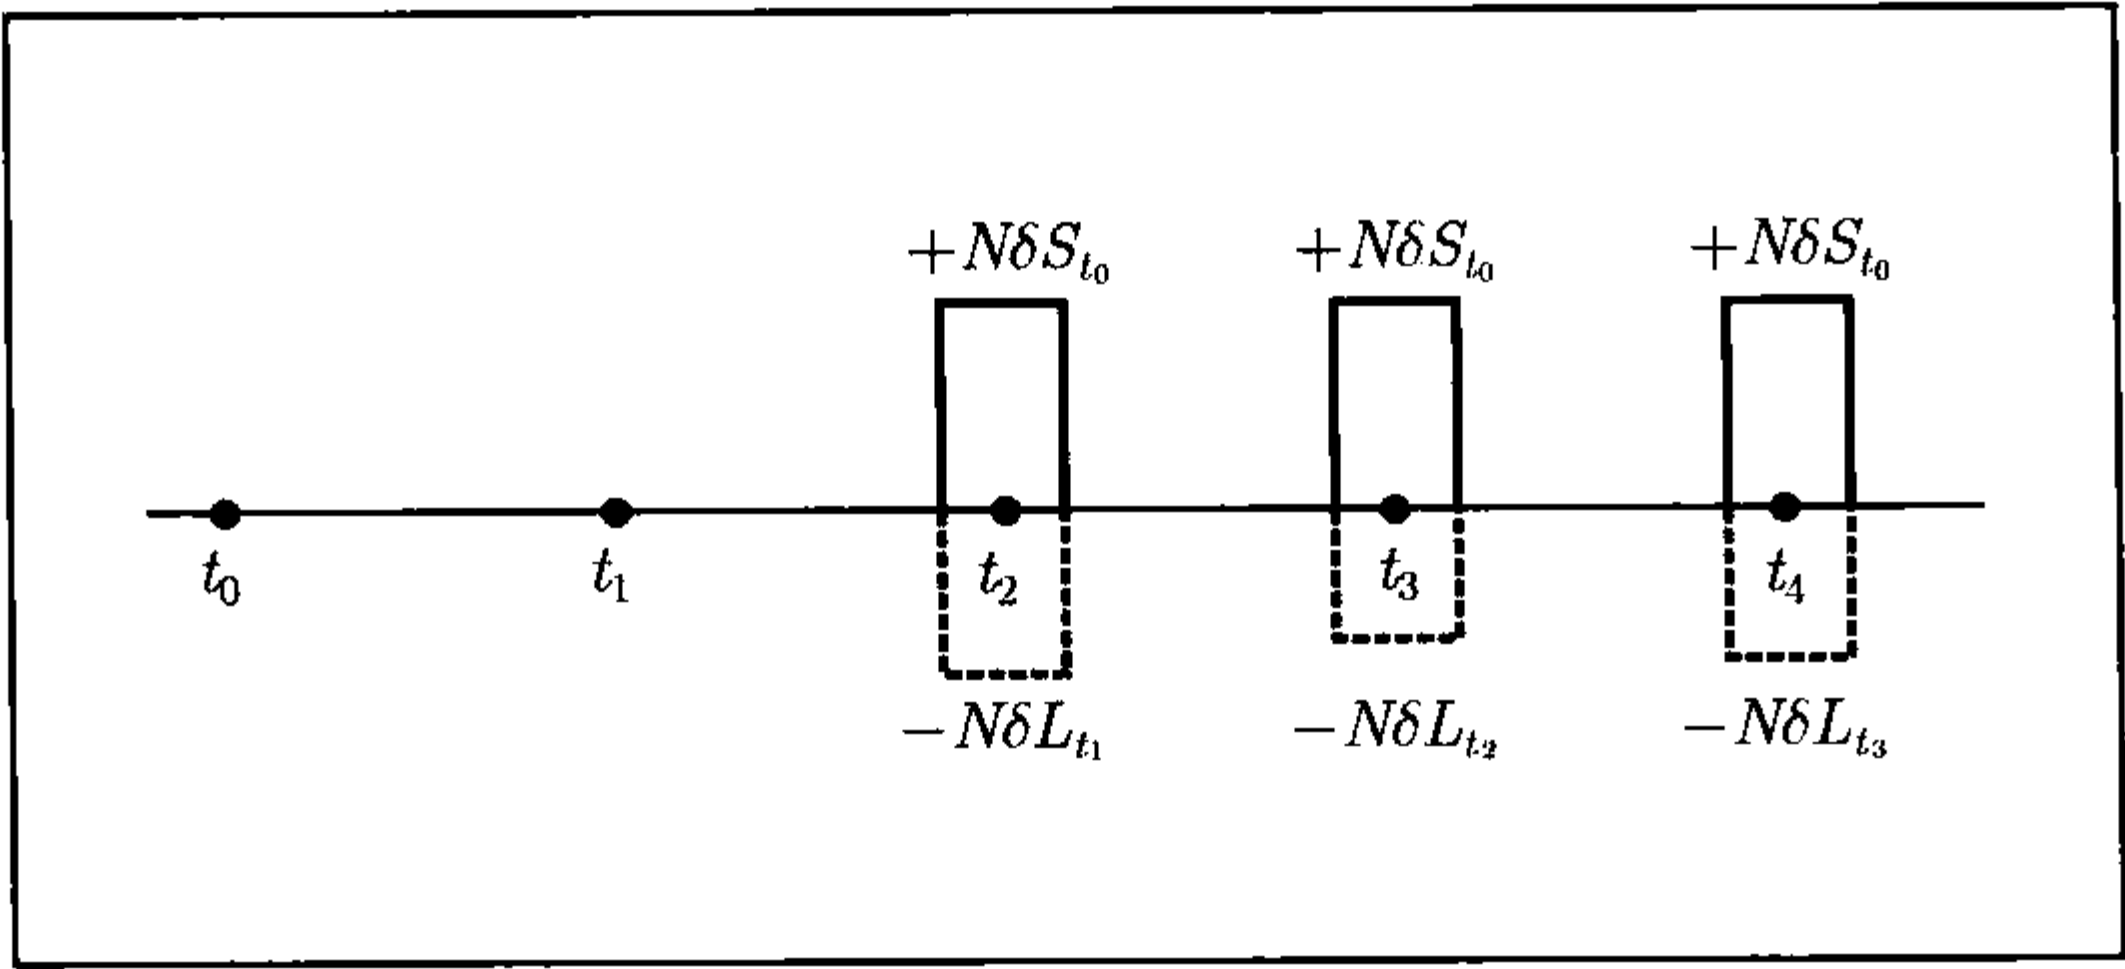 +NδS_{t_0} +NδS_{t_0} +NδS_{t_0}
t_0 t_1 t_2 t_3 t_4
−NδL_{t_1} −NδL_{t_2} −NδL_{t_3}